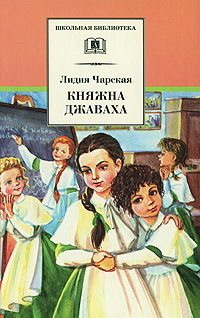 ШКОЛЬНАЯ БИБЛИОТЕКА
Лидия Чарская
КНЯЖНА
ДЖАВАХА